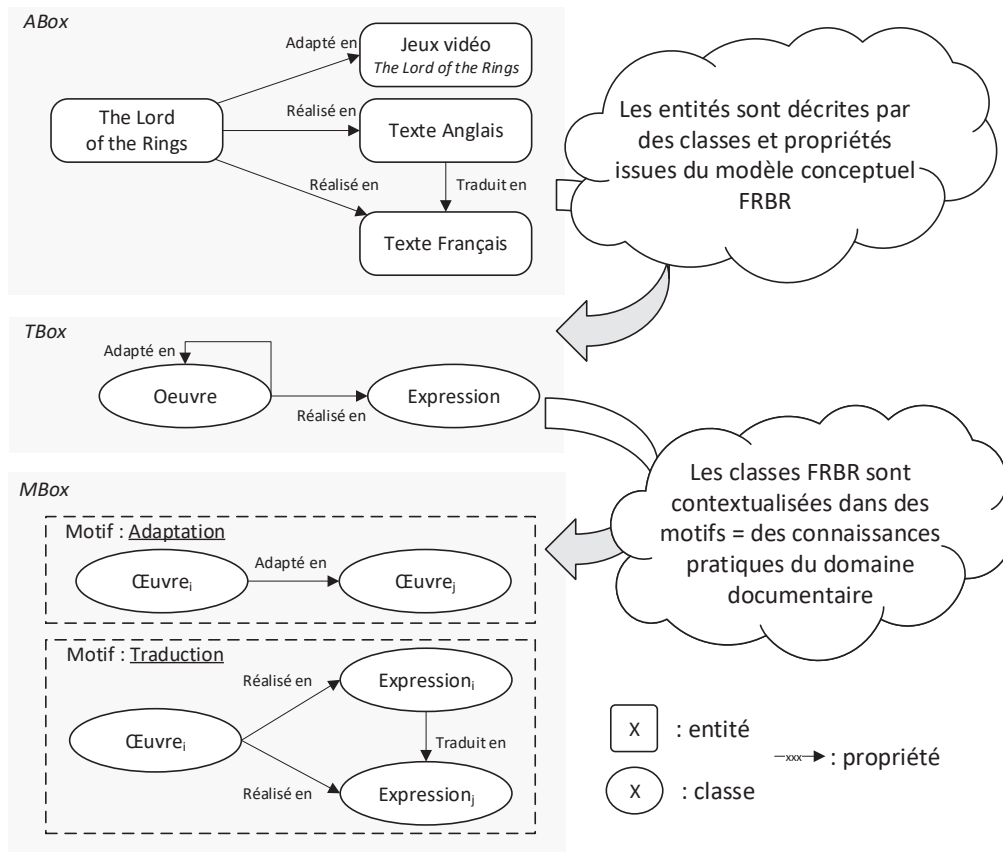 ABox
Adapté en
Jeux vidéo
The Lord of the Rings
The Lord
of the Rings
Réalisé en
Texte Anglais
Réalisé en
Traduit en
Texte Français
Les entités sont décrites par
des classes et propriétés
issues du modèle conceptuel
FRBR
TBox
Adapté en
Oeuvre
Réalisé en
Expression
Les classes FRBR sont
contextualisées dans des
motifs = des connaissances
pratiques du domaine
documentaire
MBox
Motif : Adaptation
Œuvrei
Adapté en
Œuvrej
Motif : Traduction
Réalisé en
Expressioni
Œuvrei
Traduit en
Réalisé en
Expressionj
X : entité
xxx : propriété
X : classe